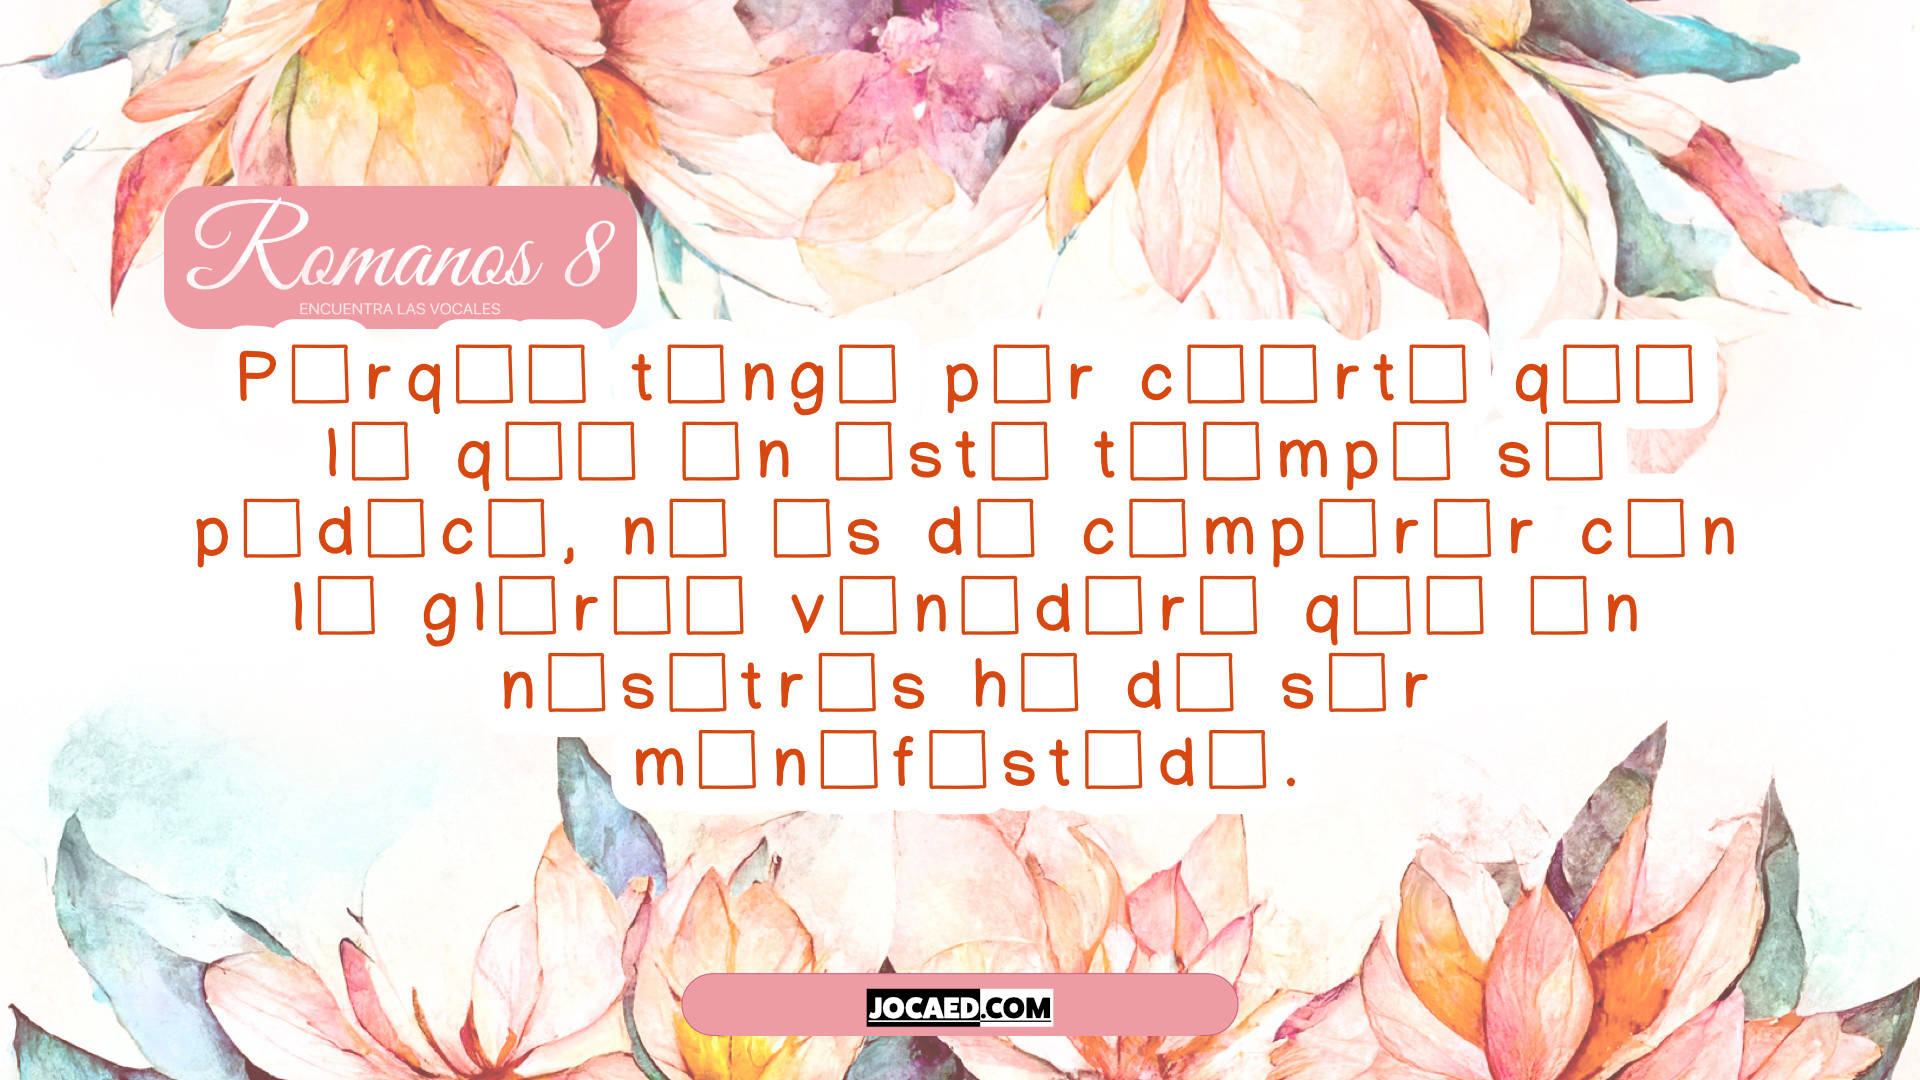 Romanos 8
ENCUENTRA LAS VOCALES
P□rq□□ t□ng□ p□r c□□rt□ q□□
l□ q□□ □n □st□ t□□mp□ s□
p□d□c□, n□ □s d□ c□mp□r□r c□n
l□ gl□r□□ v□n□d□r□ q□□ □n
n□s□tr□s h□ d□ s□r
m□n□f□st□d□.
JOCAED.COM